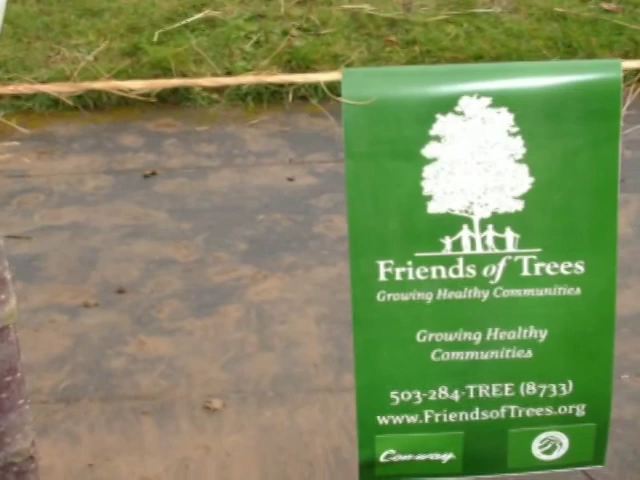 Friends of Trees
Growing Healthy Communities
Growing Healthy
Communities
503-284-TREE (8733)
www.FriendsofTrees.org
Con-way